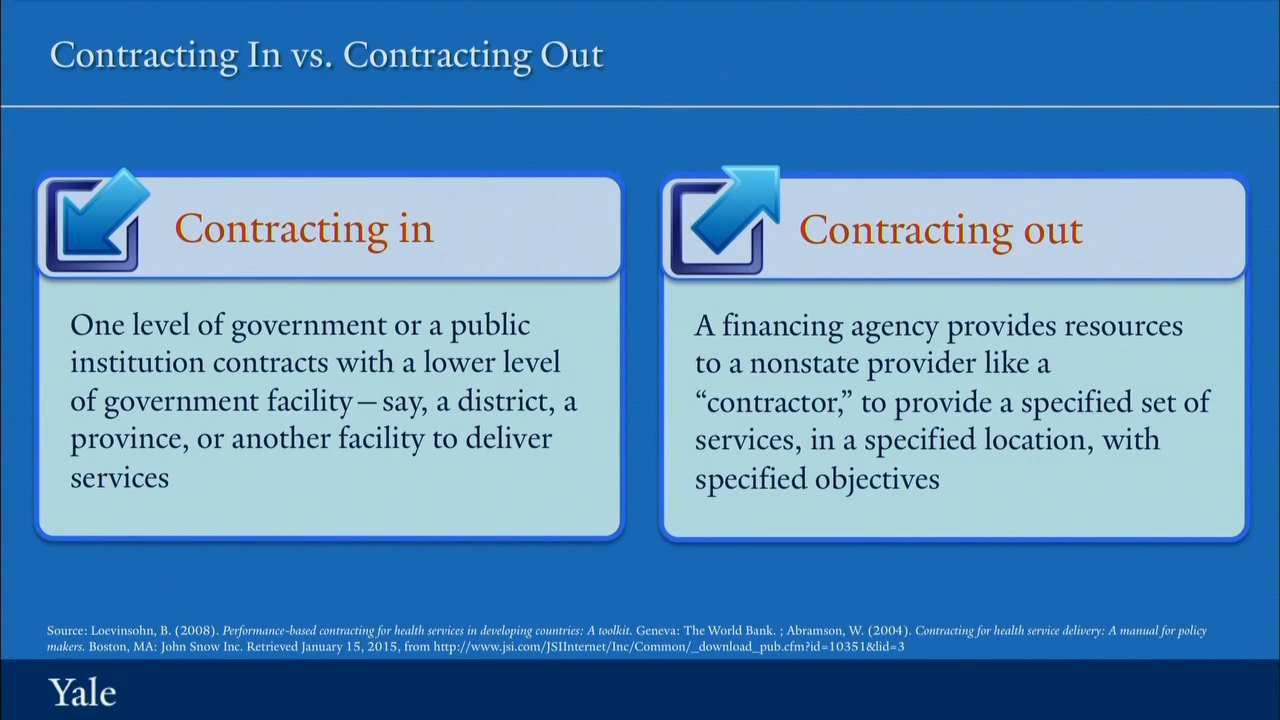 Contracting In vs. Contracting Out
Contracting in
One level of government or a public
institution contracts with a lower level
of government facility—say, a district, a
province, or another facility to deliver
services
Contracting out
A financing agency provides resources
to a nonstate provider like a
“contractor,” to provide a specified set of
services, in a specified location, with
specified objectives
Source: Loevinsohn, B. (2008). Performance-based contracting for health services in developing countries: A toolkit. Geneva: The World Bank. ; Abramson, W. (2004). Contracting for health service delivery: A manual for policy
makers. Boston, MA: John Snow Inc. Retrieved January 15, 2015, from http://www.jsi.com/JSIInternet/Inc/Common/_download_pub.cfm?id=10351&lid=3
Yale